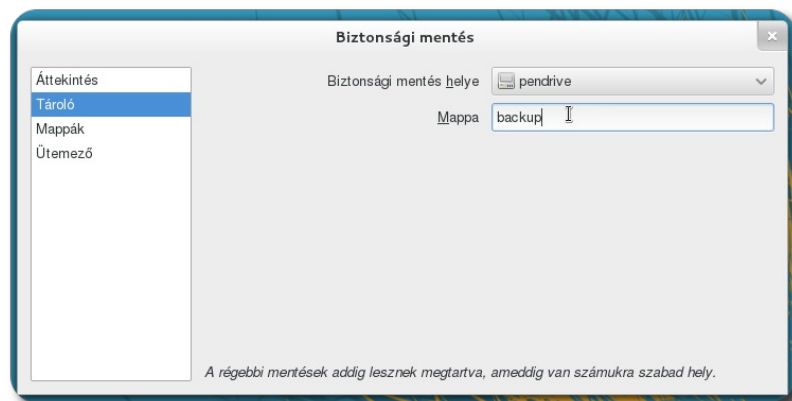 Biztonsági mentés
Áttekintés
Tároló
Mappák
Ütemező
Biztonsági mentés helye pendrive
Mappa backup
A régebbi mentések addig lesznek megtartva, ameddig van számukra szabad hely.